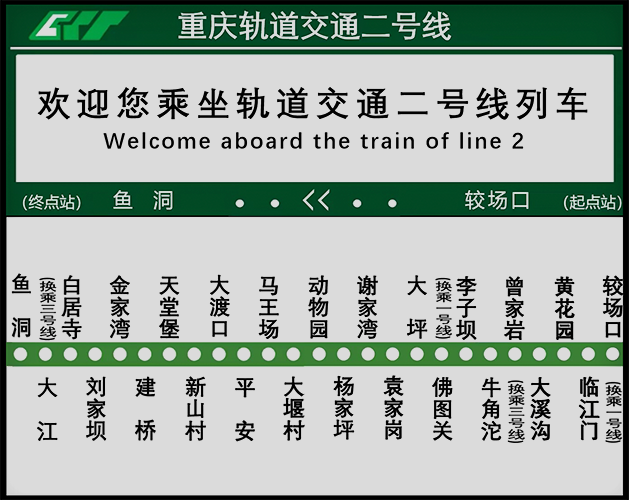 重庆轨道交通二号线
欢迎您乘坐轨道交通二号线列车
Welcome aboard the train of line 2
(终点站) 鱼洞 • • << • • 较场口 (起点站)
鱼洞(换乘三号线)
白居寺
金家湾
天堂堡
大渡口
马王场
动物园
谢家湾
大坪(换乘一号线)
李子坝
曾家岩
黄花园
较场口(换乘一号线)
大江
刘家坝
建桥
新山村
平安
大堰村
杨家坪
袁家岗
佛图关
牛角沱(换乘三号线)
大溪沟
临江门